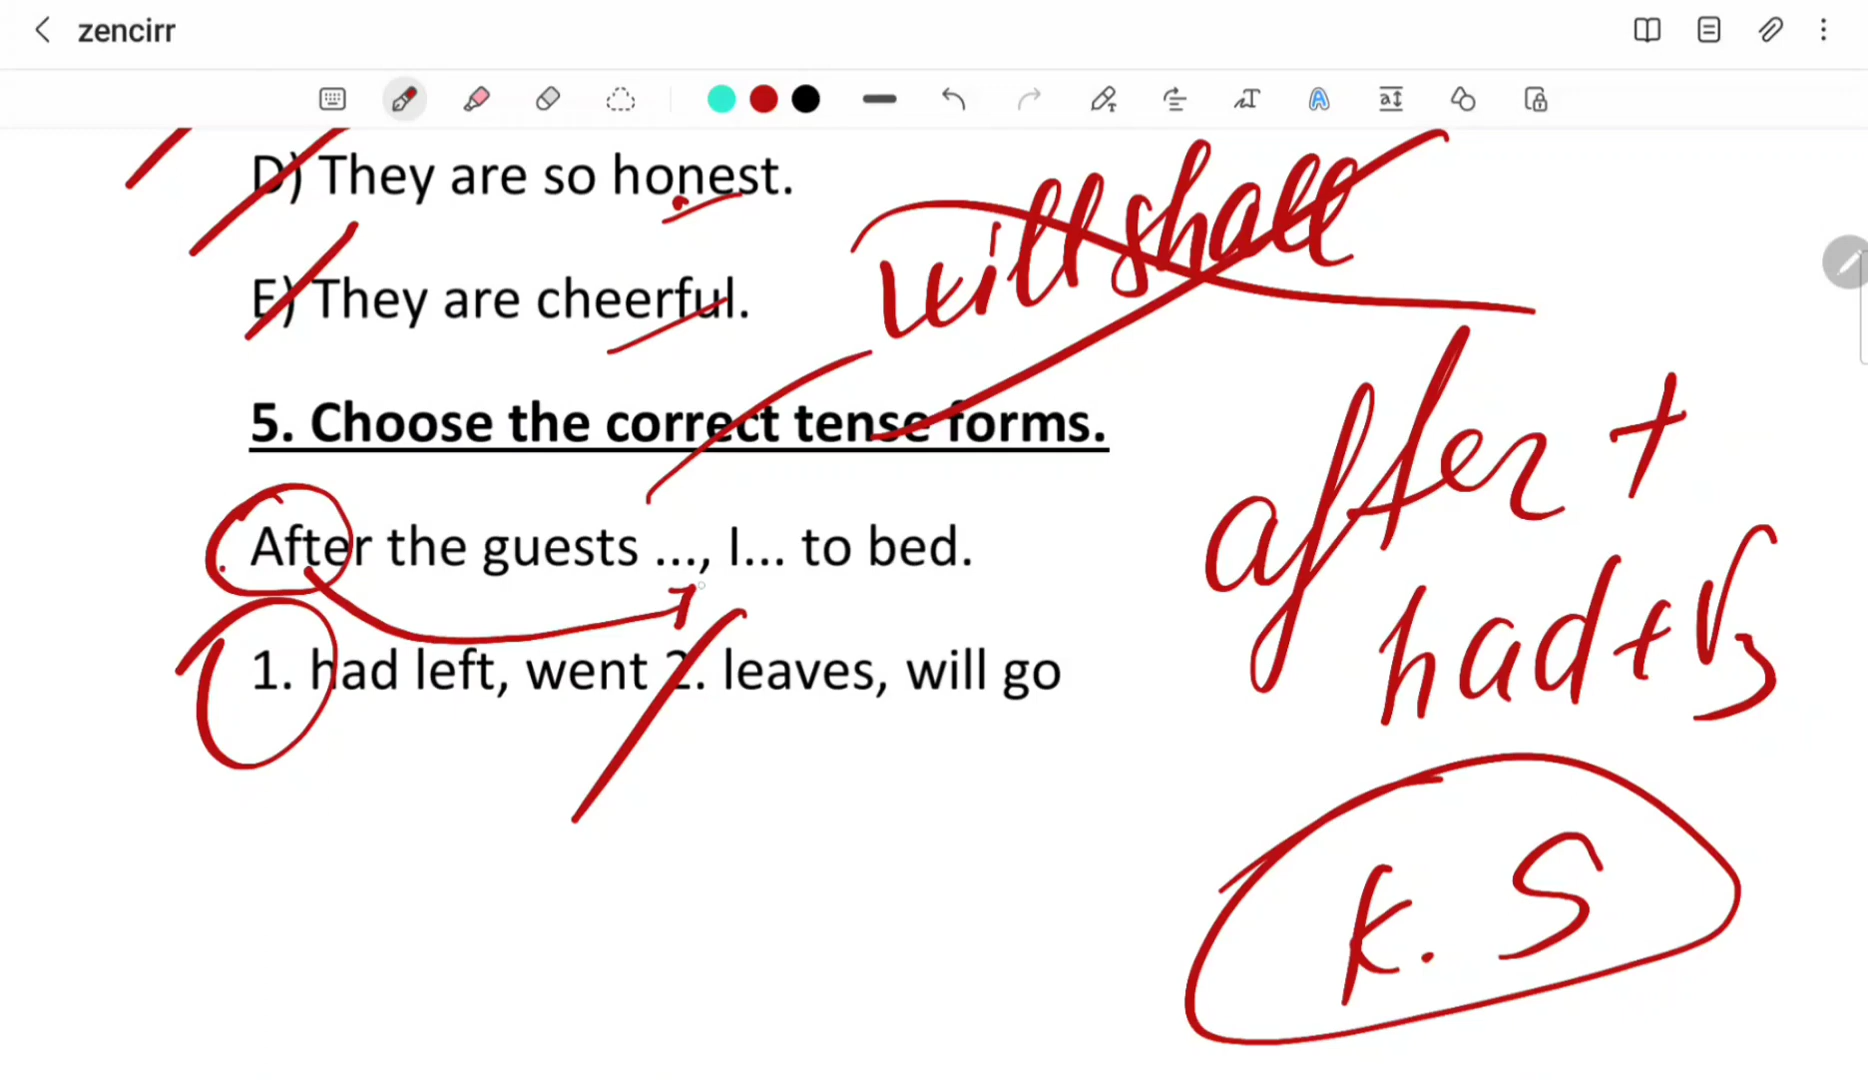 zencirr
D) They are so honest.
will shall
E) They are cheerful.
5. Choose the correct tense forms.
after +
After the guests ..., I... to bed.
had + V3
1. had left, went 2. leaves, will go
K. S